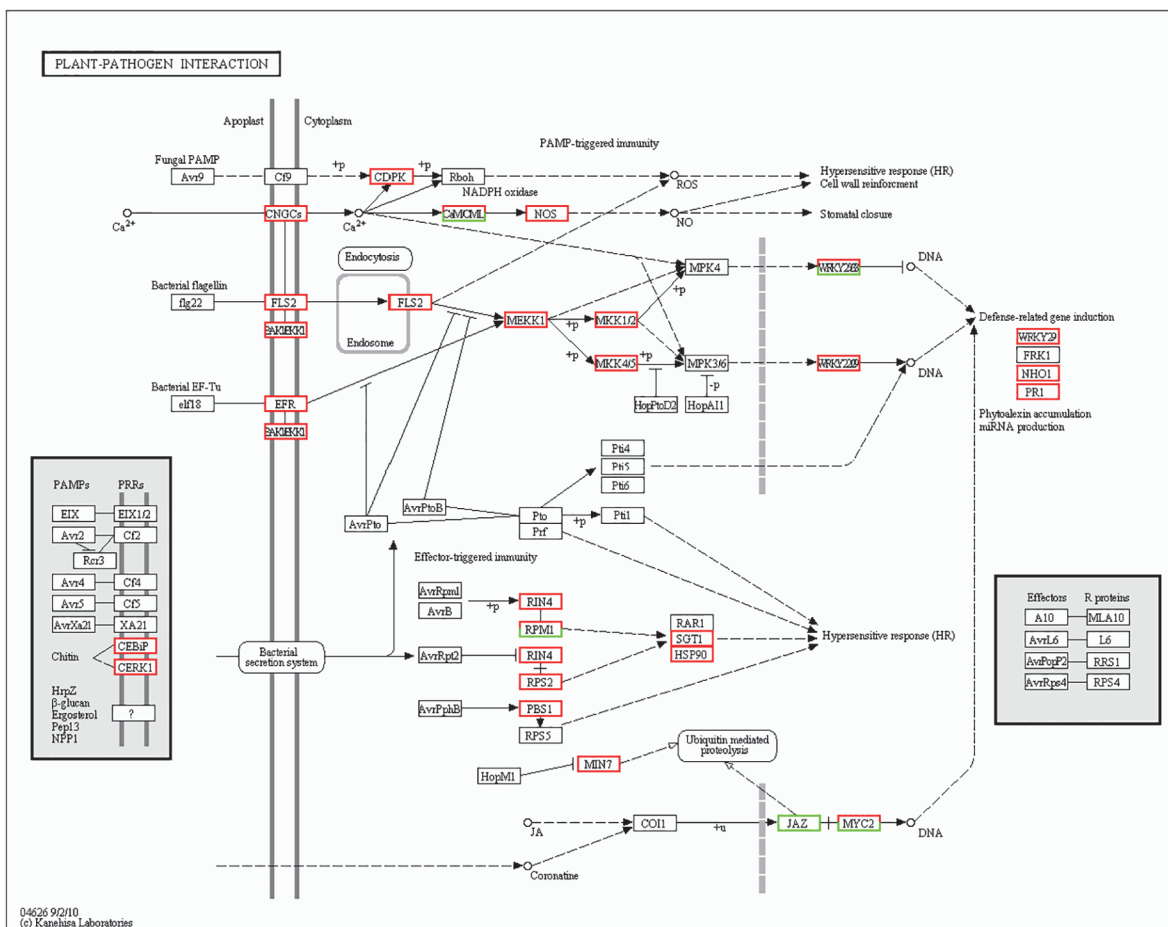 PLANT-PATHOGEN INTERACTION
Apoplast
Cytoplasm
PAMP-triggered immunity
Fungal PAMP
Avr9
Cf9
+p
CDPK
+p
Rboh
NADPH oxidase
ROS
Hypersensitive response (HR)
Cell wall reinforcment
Ca2+
CNGCs
Ca2+
CaMCML
NOS
NO
Stomatal closure
Endocytosis
MPK4
DNA
Bacterial flagellin
flg22
FLS2
FLS2
Endosome
MEKK1
+p
MKK1/2
+p
+p
MKK4/5
+p
MPK3/6
-p
HopPtoD2
HopAI1
DNA
Defense-related gene induction
WRKY29
FRK1
NHO1
PR1
Phytoalexin accumulation
miRNA production
Bacterial EF-Tu
elf18
EFR
PAMPs
PRRs
EIX
EIX1/2
Avr2
Cf2
Rcr3
Avr4
Cf4
Avr5
Cf5
AvrXa21
XA21
Chitin
CEBiP
CERK1
HrpZ
β-glucan
Ergosterol
Pep13
NPP1
?
AvrPto
AvrPtoB
Pto
Prf
+p
Pti1
Pti4
Pti5
Pti6
Effector-triggered immunity
AvrRpm1
AvrB
+p
RIN4
RPM1
RAR1
SGT1
HSP90
Hypersensitive response (HR)
Bacterial
secretion system
AvrRpt2
RIN4
RPS2
AvrPphB
PBS1
RPS5
HopM1
MIN7
Ubiquitin mediated
proteolysis
JA
COI1
+u
JAZ
MYC2
DNA
Coronatine
Effectors
R proteins
A10
MLA10
AvrL6
L6
AvrPopP2
RRS1
AvrRps4
RPS4
04626 9/2/10
(c) Kanehisa Laboratories